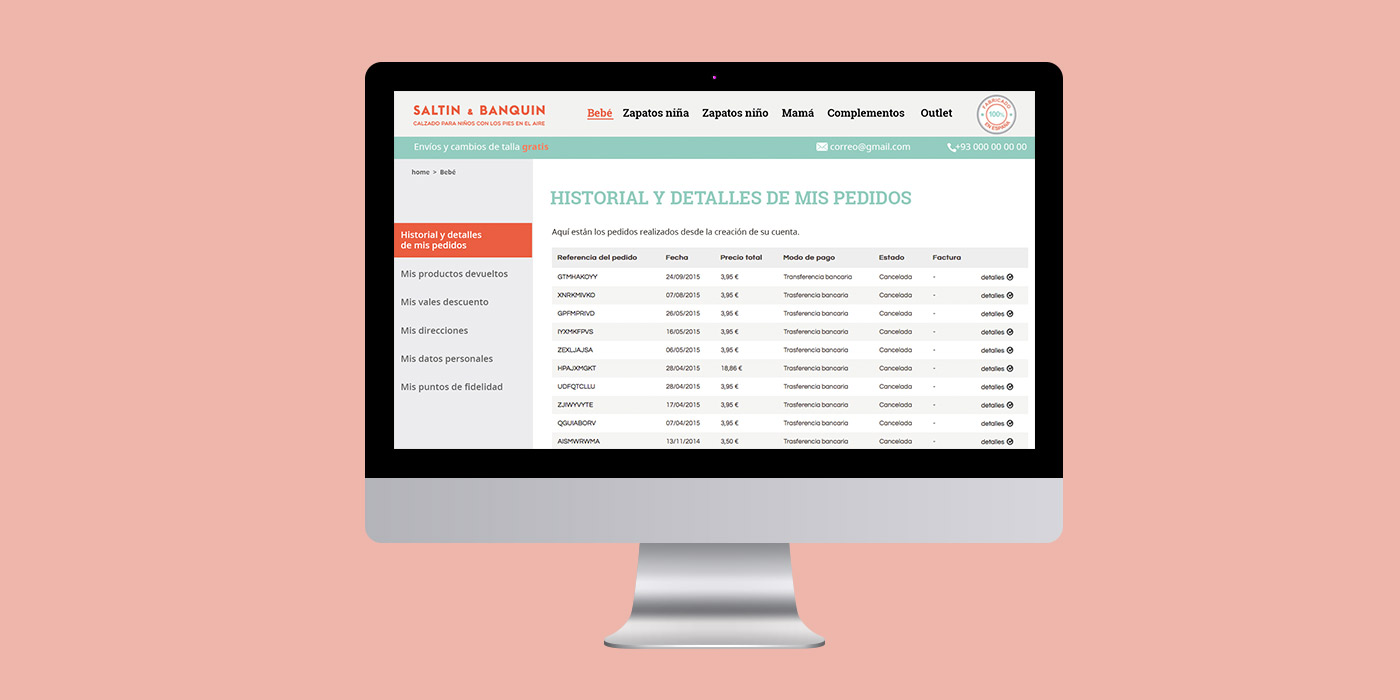 SALTIN & BANQUIN
CALZADO PARA NIÑOS CON LOS PIES EN EL AIRE
Bebé Zapatos niña Zapatos niño Mamá Complementos Outlet
FABRICADO
100%
EN ESPAÑA
Envíos y cambios de talla gratis
correo@gmail.com
+93 000 00 00 00
home > Bebé
Historial y detalles
de mis pedidos
Mis productos devueltos
Mis vales descuento
Mis direcciones
Mis datos personales
Mis puntos de fidelidad
HISTORIAL Y DETALLES DE MIS PEDIDOS
Aquí están los pedidos realizados desde la creación de su cuenta.
Referencia del pedido Fecha Precio total Modo de pago Estado Factura
GTMHAKOYY 24/09/2015 3,95 € Transferencia bancaria Cancelada - detalles
XNRKMIVKO 07/08/2015 3,95 € Trasferencia bancaria Cancelada - detalles
GPFMPRIVD 26/05/2015 3,95 € Trasferencia bancaria Cancelada - detalles
IYXMKFPVS 16/05/2015 3,95 € Trasferencia bancaria Cancelada - detalles
ZEXLJAJSA 06/05/2015 3,95 € Trasferencia bancaria Cancelada - detalles
HPAJXMGKT 28/04/2015 18,86 € Trasferencia bancaria Cancelada - detalles
UDFQTCLLU 28/04/2015 3,95 € Trasferencia bancaria Cancelada - detalles
ZJIWYVYTE 17/04/2015 3,95 € Trasferencia bancaria Cancelada - detalles
QGUIABORV 07/04/2015 3,95 € Trasferencia bancaria Cancelada - detalles
AISMWRWMA 13/11/2014 3,50 € Trasferencia bancaria Cancelada - detalles